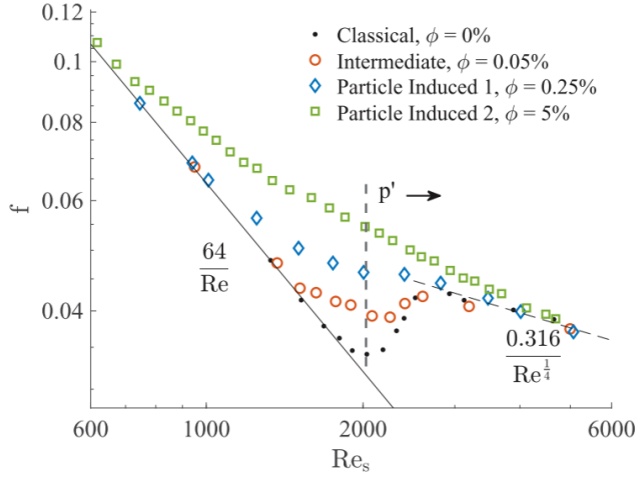 0.12
0.1
0.08
0.06
0.04
f
Classical, ϕ = 0%
Intermediate, ϕ = 0.05%
Particle Induced 1, ϕ = 0.25%
Particle Induced 2, ϕ = 5%
p'
64
Re
0.316
Re^{1/4}
600
1000
2000
6000
Re_s